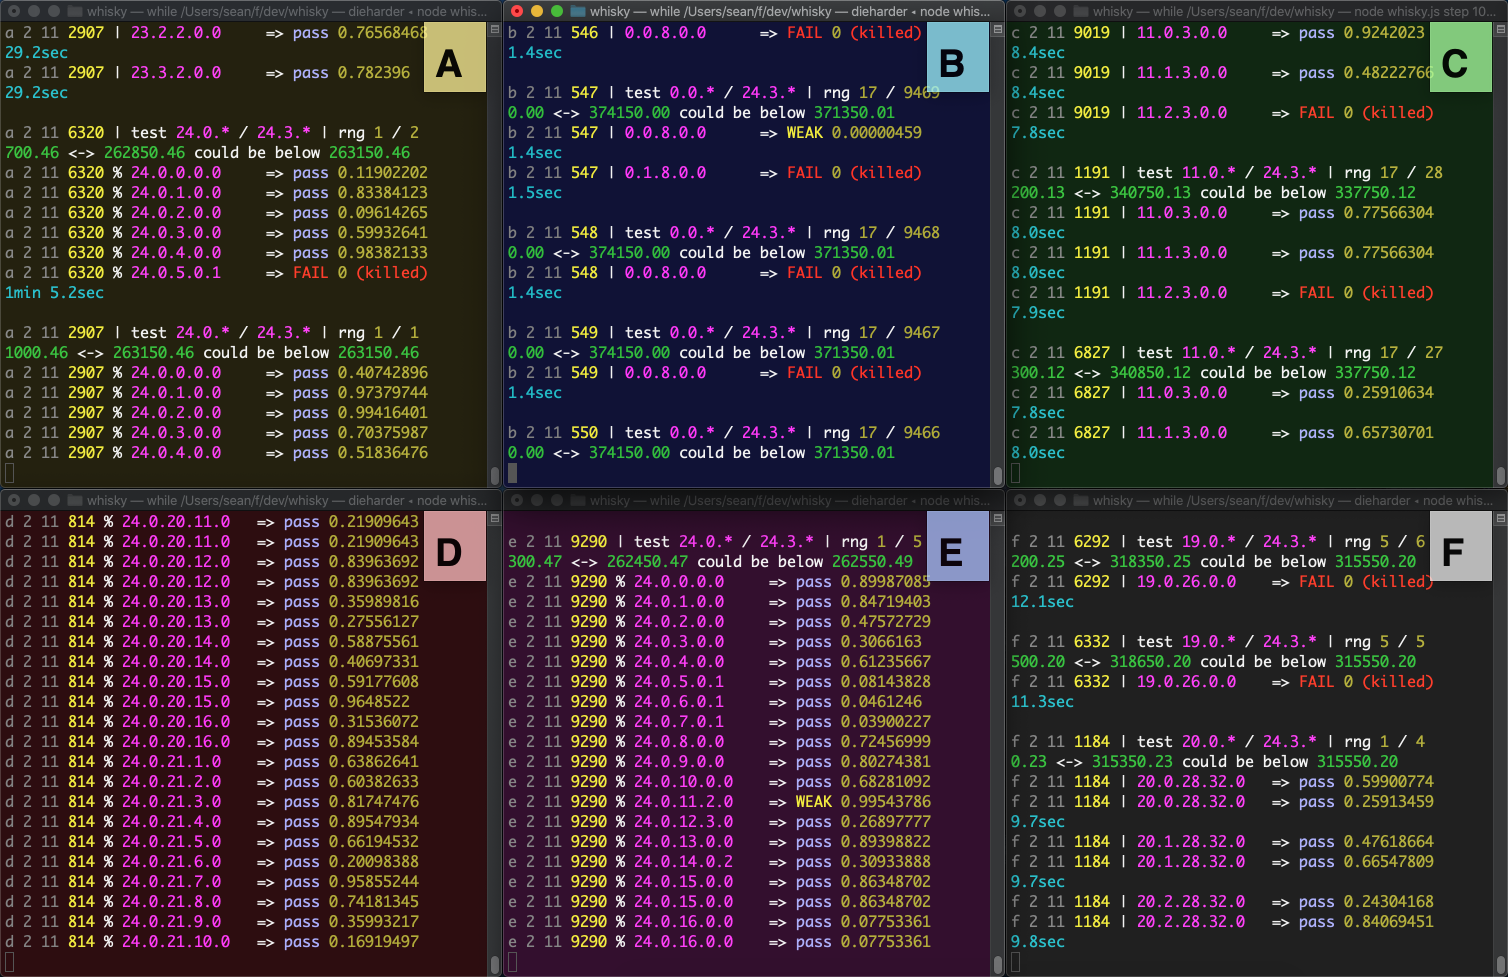 whisky — while /Users/sean/f/dev/whisky — dieharder ◂ node whis...
a 2 11 2907 | 23.2.2.0.0 => pass 0.76568468
29.2sec
a 2 11 2907 | 23.3.2.0.0 => pass 0.782396
29.2sec
a 2 11 6320 | test 24.0.* / 24.3.* | rng 1 / 2
700.46 <-> 262850.46 could be below 263150.46
a 2 11 6320 % 24.0.0.0.0 => pass 0.11902202
a 2 11 6320 % 24.0.1.0.0 => pass 0.83384123
a 2 11 6320 % 24.0.2.0.0 => pass 0.09614265
a 2 11 6320 % 24.0.3.0.0 => pass 0.59932641
a 2 11 6320 % 24.0.4.0.0 => pass 0.98382133
a 2 11 6320 % 24.0.5.0.1 => FAIL 0 (killed)
1min 5.2sec
a 2 11 2907 | test 24.0.* / 24.3.* | rng 1 / 1
1000.46 <-> 263150.46 could be below 263150.46
a 2 11 2907 % 24.0.0.0.0 => pass 0.40742896
a 2 11 2907 % 24.0.1.0.0 => pass 0.97379744
a 2 11 2907 % 24.0.2.0.0 => pass 0.99416401
a 2 11 2907 % 24.0.3.0.0 => pass 0.70375987
a 2 11 2907 % 24.0.4.0.0 => pass 0.51836476
A
whisky — while /Users/sean/f/dev/whisky — dieharder ◂ node whis...
b 2 11 546 | 0.0.8.0.0 => FAIL 0 (killed)
1.4sec
b 2 11 547 | test 0.0.* / 24.3.* | rng 17 / 9469
0.00 <-> 374150.00 could be below 371350.01
b 2 11 547 | 0.0.8.0.0 => WEAK 0.00000459
1.4sec
b 2 11 547 | 0.1.8.0.0 => FAIL 0 (killed)
1.5sec
b 2 11 548 | test 0.0.* / 24.3.* | rng 17 / 9468
0.00 <-> 374150.00 could be below 371350.01
b 2 11 548 | 0.0.8.0.0 => FAIL 0 (killed)
1.4sec
b 2 11 549 | test 0.0.* / 24.3.* | rng 17 / 9467
0.00 <-> 374150.00 could be below 371350.01
b 2 11 549 | 0.0.8.0.0 => FAIL 0 (killed)
1.4sec
b 2 11 550 | test 0.0.* / 24.3.* | rng 17 / 9466
0.00 <-> 374150.00 could be below 371350.01
B
whisky — while /Users/sean/f/dev/whisky — node whisky.js step 10...
c 2 11 9019 | 11.0.3.0.0 => pass 0.9242023
8.4sec
c 2 11 9019 | 11.1.3.0.0 => pass 0.48222766
8.4sec
c 2 11 9019 | 11.2.3.0.0 => FAIL 0 (killed)
7.8sec
c 2 11 1191 | test 11.0.* / 24.3.* | rng 17 / 28
200.13 <-> 340750.13 could be below 337750.12
c 2 11 1191 | 11.0.3.0.0 => pass 0.77566304
8.0sec
c 2 11 1191 | 11.1.3.0.0 => pass 0.77566304
8.0sec
c 2 11 1191 | 11.2.3.0.0 => FAIL 0 (killed)
7.9sec
c 2 11 6827 | test 11.0.* / 24.3.* | rng 17 / 27
300.12 <-> 340850.12 could be below 337750.12
c 2 11 6827 | 11.0.3.0.0 => pass 0.25910634
7.8sec
c 2 11 6827 | 11.1.3.0.0 => pass 0.65730701
8.0sec
C
whisky — while /Users/sean/f/dev/whisky — dieharder ◂ node whis...
d 2 11 814 % 24.0.20.11.0 => pass 0.21909643
d 2 11 814 % 24.0.20.11.0 => pass 0.21909643
d 2 11 814 % 24.0.20.12.0 => pass 0.83963692
d 2 11 814 % 24.0.20.12.0 => pass 0.83963692
d 2 11 814 % 24.0.20.13.0 => pass 0.35989816
d 2 11 814 % 24.0.20.13.0 => pass 0.27556127
d 2 11 814 % 24.0.20.14.0 => pass 0.58875561
d 2 11 814 % 24.0.20.14.0 => pass 0.40697331
d 2 11 814 % 24.0.20.15.0 => pass 0.59177608
d 2 11 814 % 24.0.20.15.0 => pass 0.9648522
d 2 11 814 % 24.0.20.16.0 => pass 0.31536072
d 2 11 814 % 24.0.20.16.0 => pass 0.89453584
d 2 11 814 % 24.0.21.1.0 => pass 0.63862641
d 2 11 814 % 24.0.21.2.0 => pass 0.60382633
d 2 11 814 % 24.0.21.3.0 => pass 0.81747476
d 2 11 814 % 24.0.21.4.0 => pass 0.89547934
d 2 11 814 % 24.0.21.5.0 => pass 0.66194532
d 2 11 814 % 24.0.21.6.0 => pass 0.20098388
d 2 11 814 % 24.0.21.7.0 => pass 0.95855244
d 2 11 814 % 24.0.21.8.0 => pass 0.74181345
d 2 11 814 % 24.0.21.9.0 => pass 0.35993217
d 2 11 814 % 24.0.21.10.0 => pass 0.16919497
D
whisky — while /Users/sean/f/dev/whisky — dieharder ◂ node whis...
e 2 11 9290 | test 24.0.* / 24.3.* | rng 1 / 5
300.47 <-> 262450.47 could be below 262550.49
e 2 11 9290 % 24.0.0.0.0 => pass 0.89987085
e 2 11 9290 % 24.0.1.0.0 => pass 0.84719403
e 2 11 9290 % 24.0.2.0.0 => pass 0.47572729
e 2 11 9290 % 24.0.3.0.0 => pass 0.3066163
e 2 11 9290 % 24.0.4.0.0 => pass 0.61235667
e 2 11 9290 % 24.0.5.0.1 => pass 0.08143828
e 2 11 9290 % 24.0.6.0.1 => pass 0.0461246
e 2 11 9290 % 24.0.7.0.1 => pass 0.03900227
e 2 11 9290 % 24.0.8.0.0 => pass 0.72456999
e 2 11 9290 % 24.0.9.0.0 => pass 0.80274381
e 2 11 9290 % 24.0.10.0.0 => pass 0.68281092
e 2 11 9290 % 24.0.11.2.0 => WEAK 0.99543786
e 2 11 9290 % 24.0.12.3.0 => pass 0.26897777
e 2 11 9290 % 24.0.13.0.0 => pass 0.89398822
e 2 11 9290 % 24.0.14.0.2 => pass 0.30933888
e 2 11 9290 % 24.0.15.0.0 => pass 0.86348702
e 2 11 9290 % 24.0.15.0.0 => pass 0.86348702
e 2 11 9290 % 24.0.16.0.0 => pass 0.07753361
e 2 11 9290 % 24.0.16.0.0 => pass 0.07753361
E
whisky — while /Users/sean/f/dev/whisky — dieharder ◂ node whis...
f 2 11 6292 | test 19.0.* / 24.3.* | rng 5 / 6
200.25 <-> 318350.25 could be below 315550.20
f 2 11 6292 | 19.0.26.0.0 => FAIL 0 (killed)
12.1sec
f 2 11 6332 | test 19.0.* / 24.3.* | rng 5 / 5
500.20 <-> 318650.20 could be below 315550.20
f 2 11 6332 | 19.0.26.0.0 => FAIL 0 (killed)
11.3sec
f 2 11 1184 | test 20.0.* / 24.3.* | rng 1 / 4
0.23 <-> 315350.23 could be below 315550.20
f 2 11 1184 | 20.0.28.32.0 => pass 0.59900774
f 2 11 1184 | 20.0.28.32.0 => pass 0.25913459
9.7sec
f 2 11 1184 | 20.1.28.32.0 => pass 0.47618664
f 2 11 1184 | 20.1.28.32.0 => pass 0.66547809
9.7sec
f 2 11 1184 | 20.2.28.32.0 => pass 0.24304168
f 2 11 1184 | 20.2.28.32.0 => pass 0.84069451
9.8sec
F